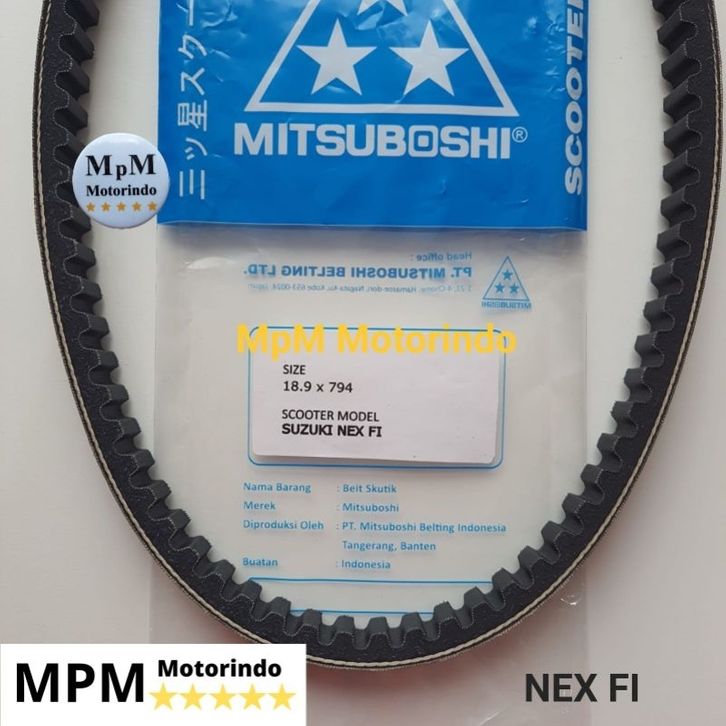 三ツ星スクー
MITSUBOSHI®
SCOOTER
MpM
Motorindo
Head office :
PT. MITSUBOSHI BELTING LTD.
MITSUBOSHI
MpM Motorindo
SIZE
18.9 x 794
SCOOTER MODEL
SUZUKI NEX FI
Nama Barang : Belt Skutik
Merek : Mitsuboshi
Diproduksi Oleh : PT. Mitsuboshi Belting Indonesia
Tangerang, Banten
Buatan : Indonesia
MPM Motorindo
NEX FI